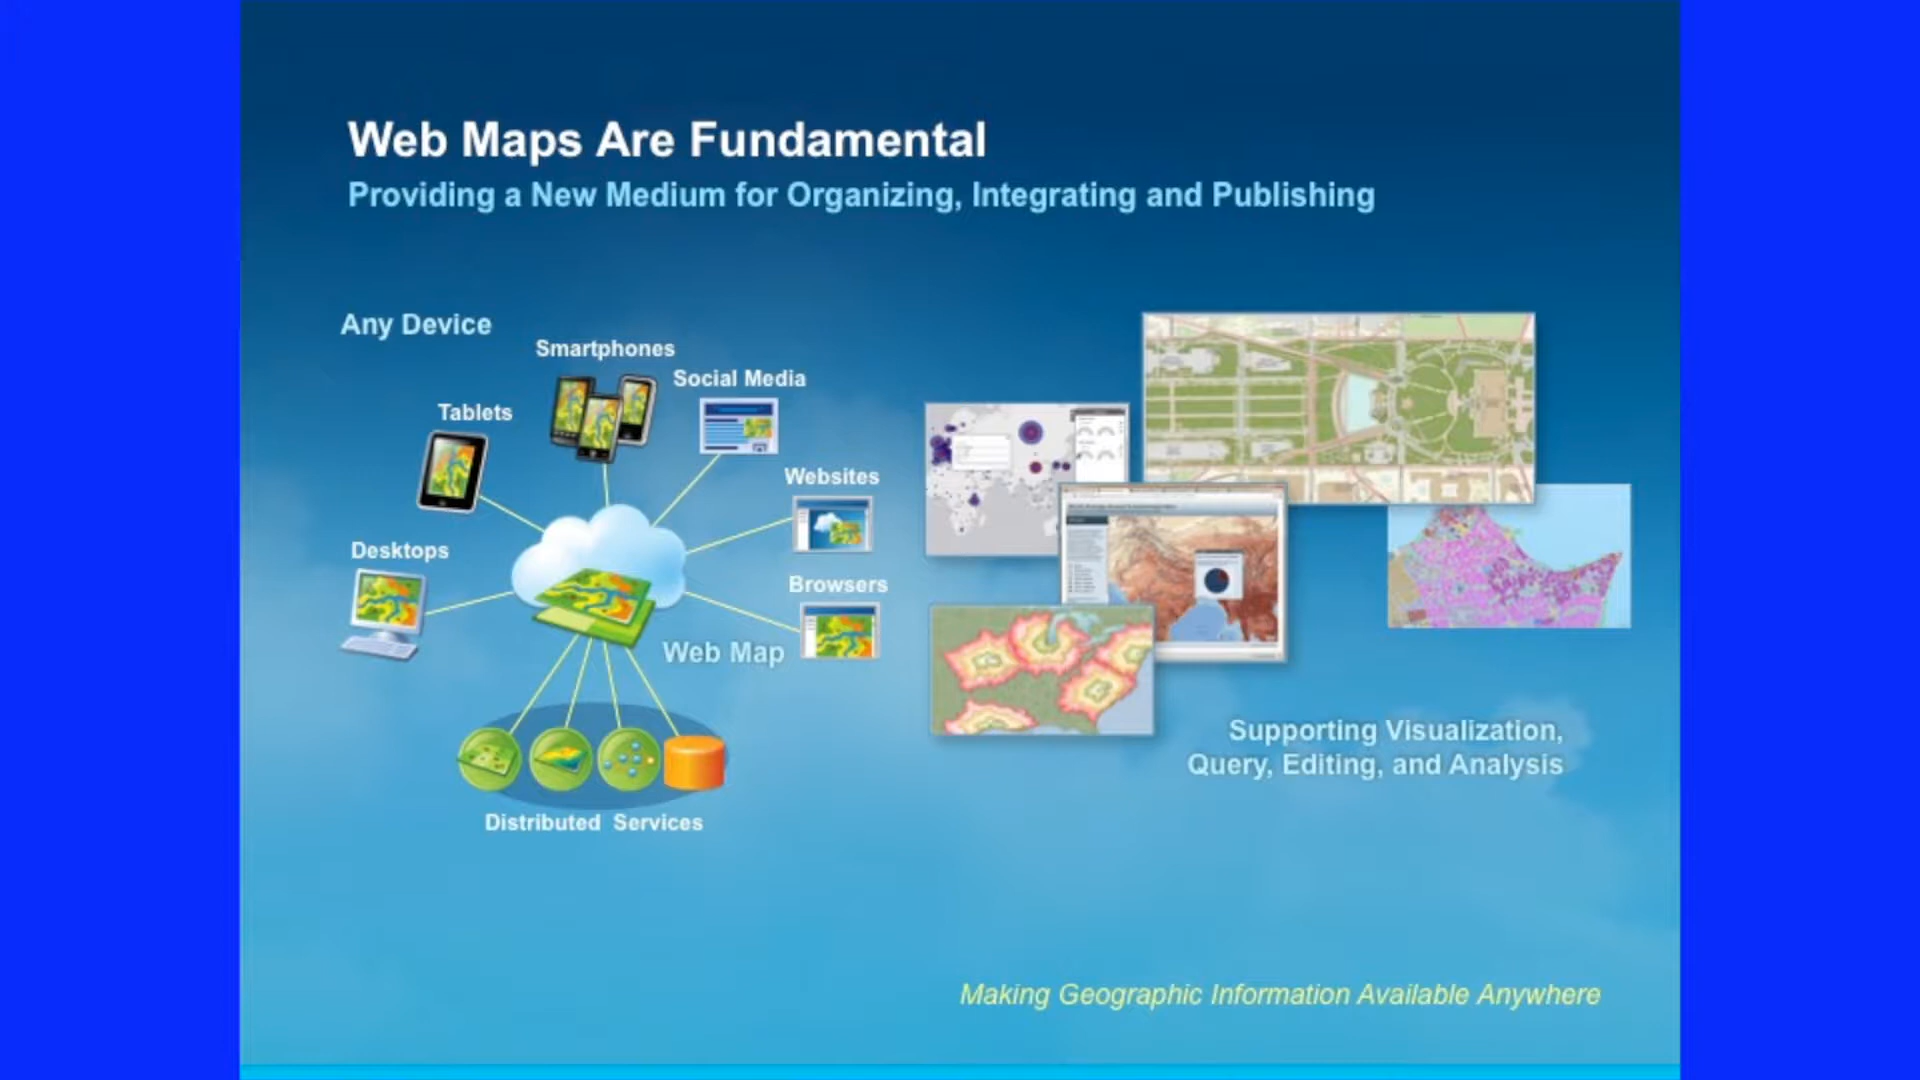 Web Maps Are Fundamental
Providing a New Medium for Organizing, Integrating and Publishing
Any Device
Smartphones
Social Media
Tablets
Websites
Desktops
Browsers
Web Map
Distributed Services
Supporting Visualization,
Query, Editing, and Analysis
Making Geographic Information Available Anywhere